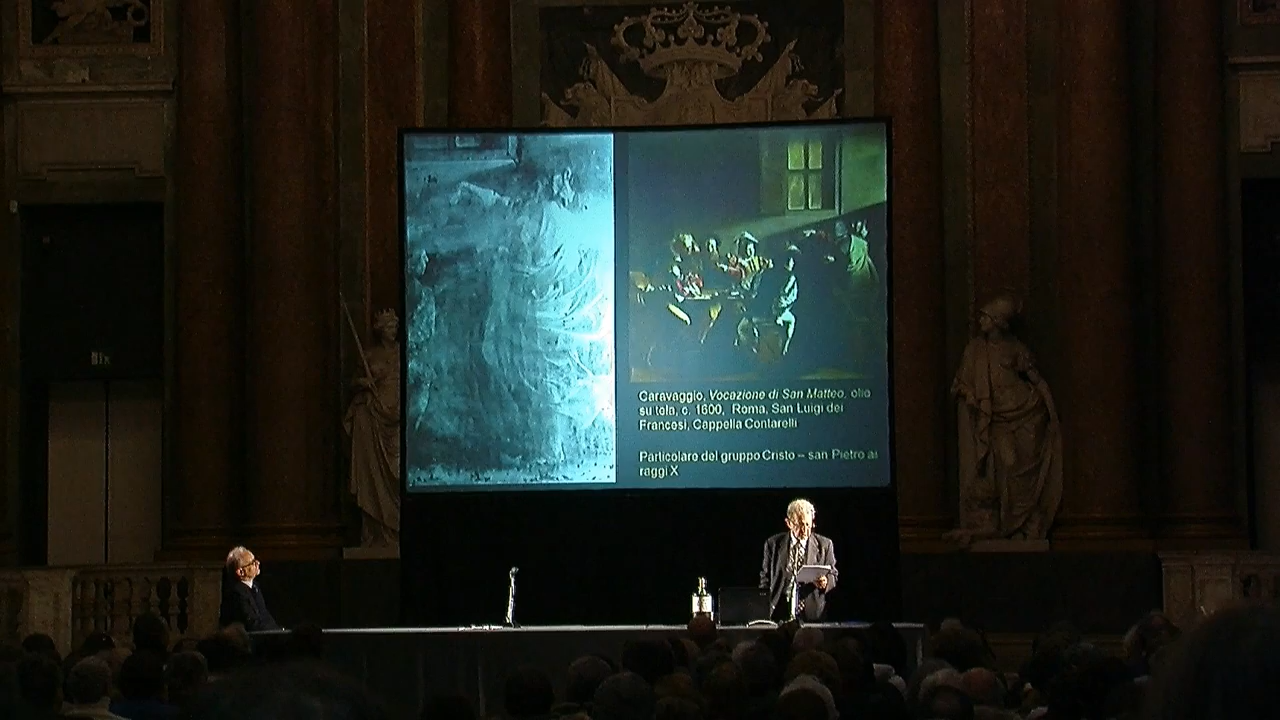 Caravaggio, Vocazione di San Matteo, olio
su tela, c. 1600, Roma, San Luigi dei
Francesi, Cappella Contarelli
Particolare del gruppo Cristo – san Pietro ai
raggi X